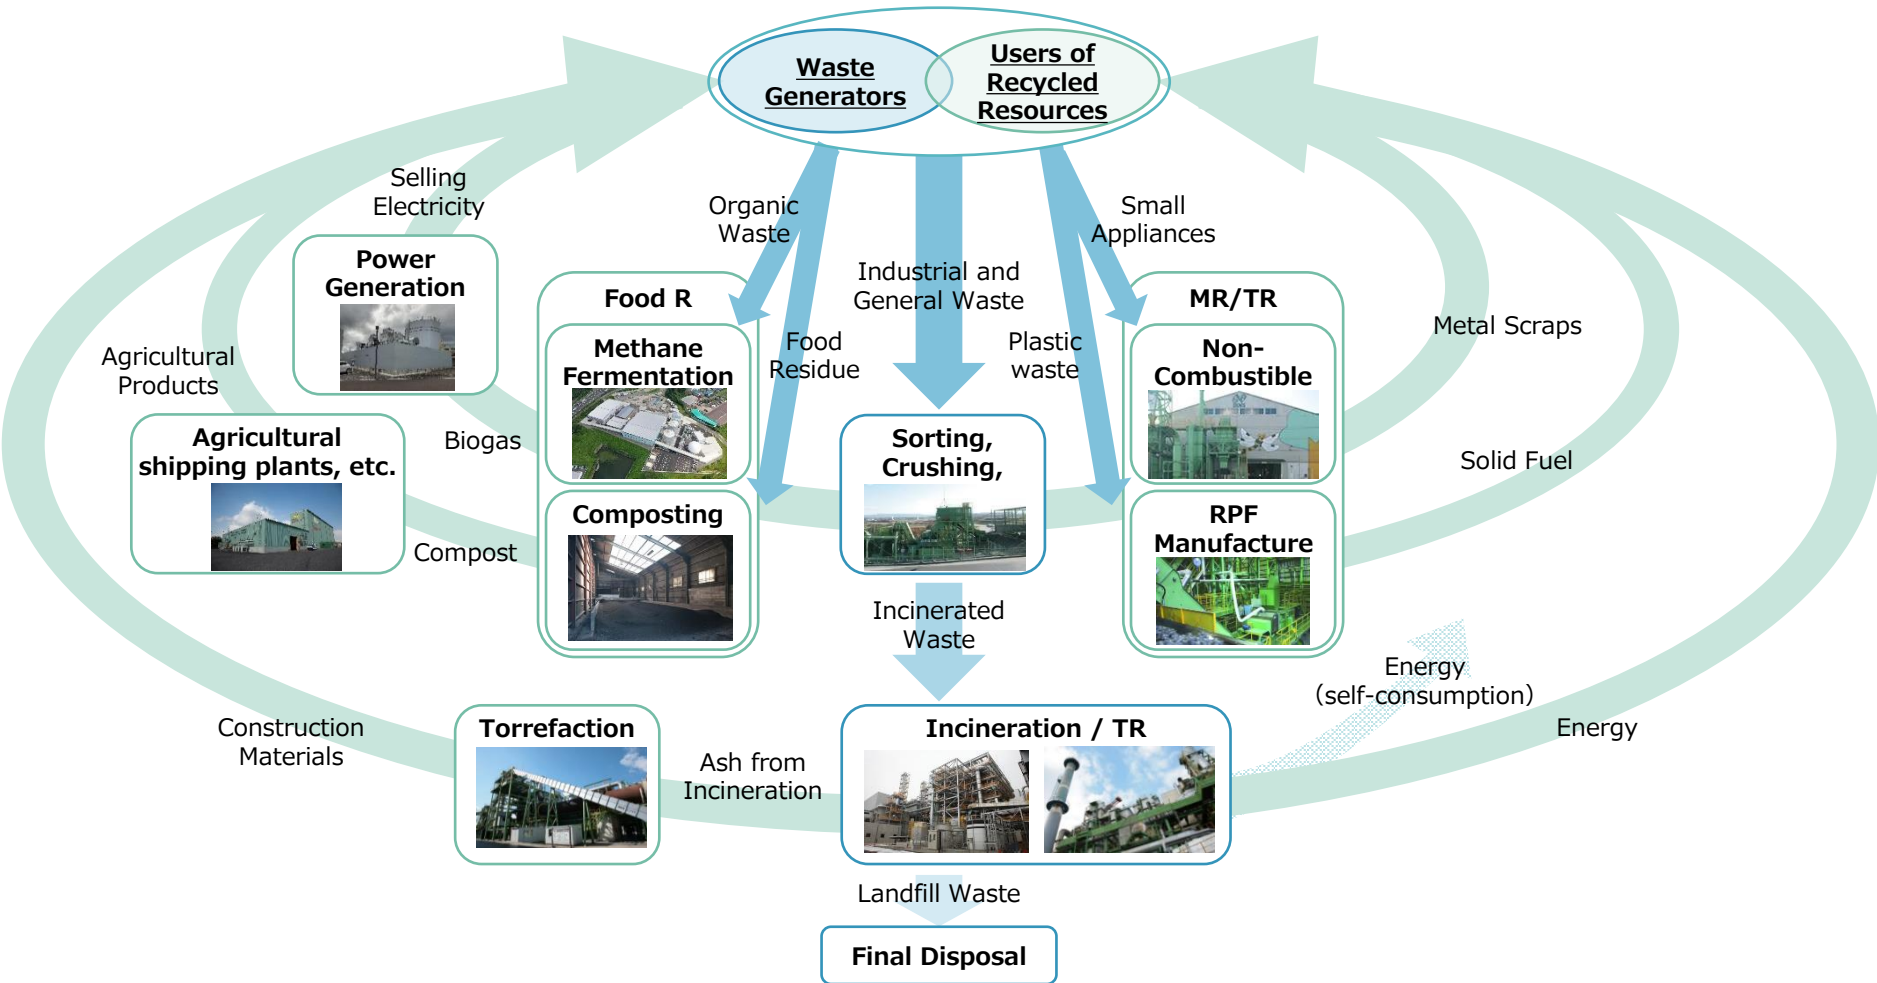 Waste
Generators
Users of
Recycled
Resources
Selling
Electricity
Organic
Waste
Small
Appliances
Power
Generation
Industrial and
General Waste
Food R
MR/TR
Metal Scraps
Agricultural
Products
Methane
Fermentation
Food
Residue
Plastic
waste
Non-
Combustible
Agricultural
shipping plants, etc.
Biogas
Sorting,
Crushing,
Solid Fuel
Composting
RPF
Manufacture
Compost
Incinerated
Waste
Energy
(self-consumption)
Construction
Materials
Torrefaction
Incineration / TR
Energy
Ash from
Incineration
Landfill Waste
Final Disposal